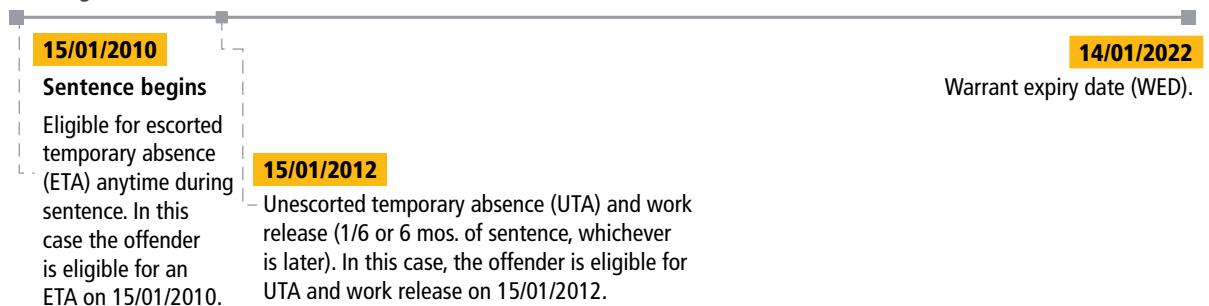 15/01/2010
Sentence begins
Eligible for escorted
temporary absence
(ETA) anytime during
sentence. In this
case the offender
is eligible for an
ETA on 15/01/2010.
15/01/2012
Unescorted temporary absence (UTA) and work
release (1/6 or 6 mos. of sentence, whichever
is later). In this case, the offender is eligible for
UTA and work release on 15/01/2012.
14/01/2022
Warrant expiry date (WED).